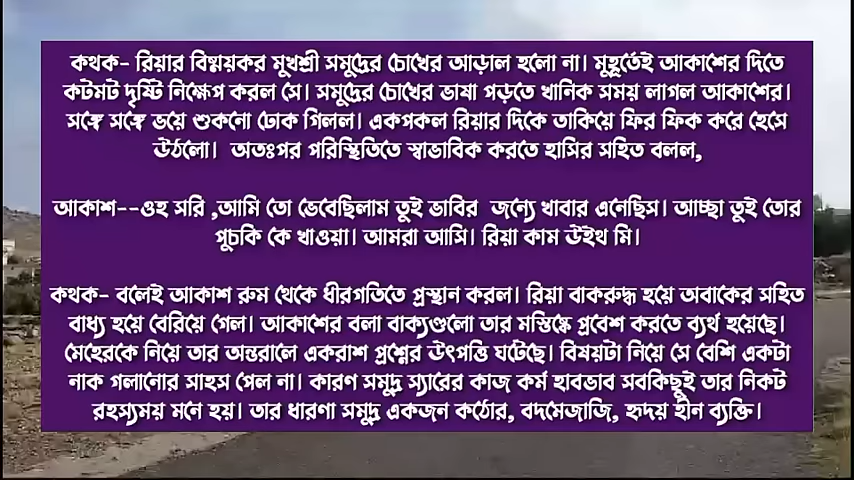 কথক- রিয়ার বিস্ময়কর মুখশ্রী সমুদ্রের চোখের আড়াল হলো না। মুহূর্তেই আকাশের দিতে
কটমট দৃষ্টি নিক্ষেপ করল সে। সমুদ্রের চোখের ভাষা পড়তে খানিক সময় লাগল আকাশের।
সঙ্গে সঙ্গে ভয়ে শুকনো ঢোক গিলল। একপকল রিয়ার দিকে তাকিয়ে ফির ফিক করে হেসে
উঠলো। অতঃপর পরিস্থিতিতে স্বাভাবিক করতে হাসির সহিত বলল,
আকাশ--ওহ সরি ,আমি তো ভেবেছিলাম তুই ভাবির জন্যে খাবার এনেছিস। আচ্ছা তুই তোর
পুচকি কে খাওয়া। আমরা আসি। রিয়া কাম উইথ মি।
কথক- বলেই আকাশ রুম থেকে ধীরগতিতে প্রস্থান করল। রিয়া বাকরুদ্ধ হয়ে অবাকের সহিত
বাধ্য হয়ে বেরিয়ে গেল। আকাশের বলা বাক্যগুলো তার মস্তিষ্কে প্রবেশ করতে ব্যর্থ হয়েছে।
মেহেরকে নিয়ে তার অন্তরালে একরাশ প্রশ্নের উৎপত্তি ঘটেছে। বিষয়টা নিয়ে সে বেশি একটা
নাক গলানোর সাহস পেল না। কারণ সমুদ্র স্যারের কাজ কর্ম হাবভাব সবকিছুই তার নিকট
রহস্যময় মনে হয়। তার ধারণা সমুদ্র একজন কঠোর, বদমেজাজি, হৃদয় হীন ব্যক্তি।